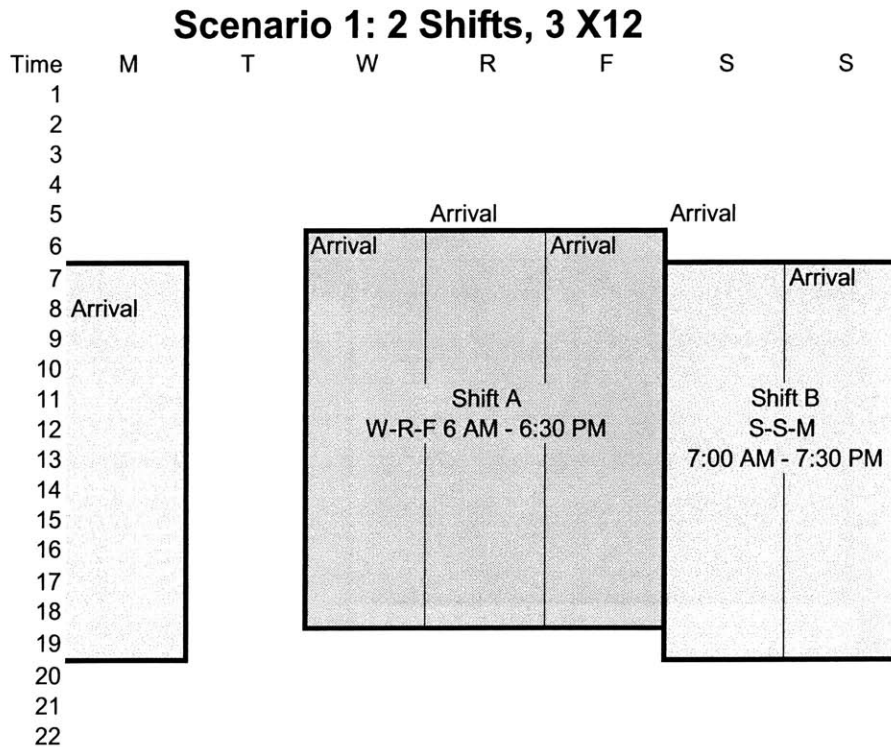 Scenario 1: 2 Shifts, 3 X12
Time M T W R F S S
1
2
3
4
5 Arrival Arrival
6 Arrival Arrival
7 Arrival
8 Arrival
9
10
11 Shift A Shift B
12 W-R-F 6 AM - 6:30 PM S-S-M
13 7:00 AM - 7:30 PM
14
15
16
17
18
19
20
21
22